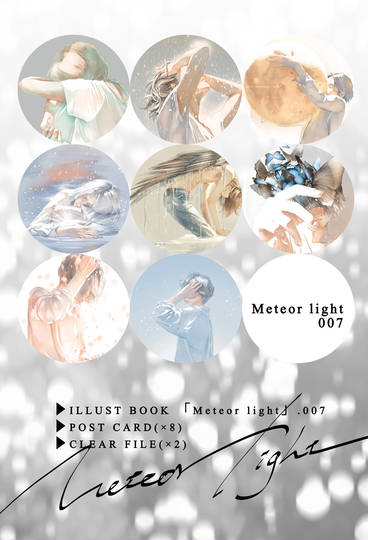 Meteor light
007
▶ILLUST BOOK 「Meteor light」.007
▶POST CARD(×8)
▶CLEAR FILE(×2)
Meteor light